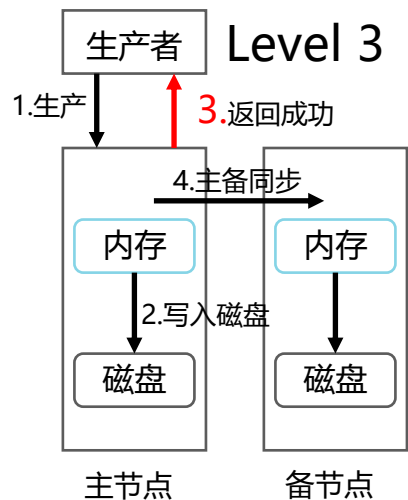 生产者
Level 3
1.生产
3.返回成功
4.主备同步
内存
内存
2.写入磁盘
磁盘
磁盘
主节点
备节点